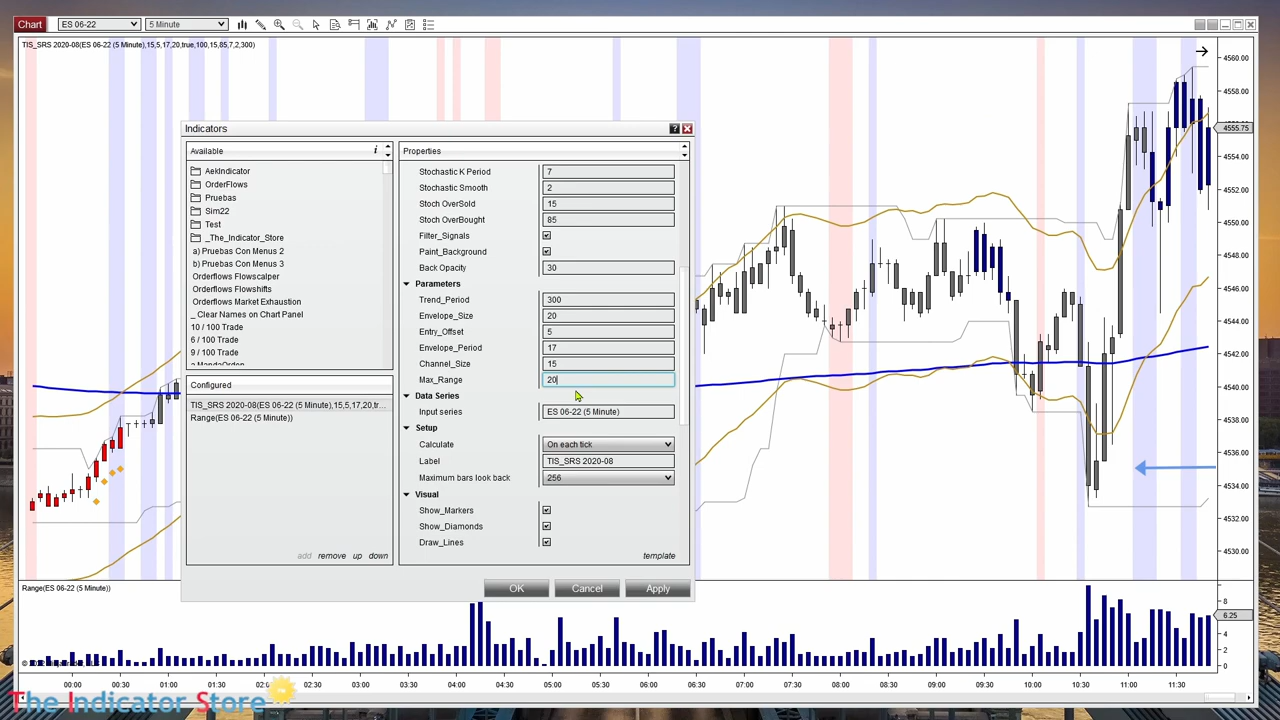 Chart ES 06-22 5 Minute
TIS_SRS 2020-08(ES 06-22 (5 Minute),15,5,17,20,true,100,15,85,7,2,300)
4560.00
4558.00
4555.75
4554.00
4552.00
4550.00
4548.00
4546.00
4544.00
4542.00
4540.00
4538.00
4536.00
4534.00
4532.00
4530.00
Indicators
Available
AekIndicator
OrderFlows
Pruebas
Sim22
Test
_The_Indicator_Store
a) Pruebas Con Menus 2
b) Pruebas Con Menus 3
Orderflows Flowscalper
Orderflows Flowshifts
Orderflows Market Exhaustion
_ Clear Names on Chart Panel
10 / 100 Trade
6 / 100 Trade
9 / 100 Trade
Configured
TIS_SRS 2020-08(ES 06-22 (5 Minute),15,5,17,20,tr...
Range(ES 06-22 (5 Minute))
add remove up down
Properties
Stochastic K Period 7
Stochastic Smooth 2
Stoch OverSold 15
Stoch OverBought 85
Filter_Signals
Paint_Background
Back Opacity 30
Parameters
Trend_Period 300
Envelope_Size 20
Entry_Offset 5
Envelope_Period 17
Channel_Size 15
Max_Range 20
Data Series
Input series ES 06-22 (5 Minute)
Setup
Calculate On each tick
Label TIS_SRS 2020-08
Maximum bars look back 256
Visual
Show_Markers
Show_Diamonds
Draw_Lines
template
OK Cancel Apply
Range(ES 06-22 (5 Minute))
8
6.25
4
2
0
00:00 00:30 01:00 01:30 02:30 03:00 03:30 04:00 04:30 05:00 05:30 06:00 06:30 07:00 07:30 08:00 08:30 09:00 09:30 10:00 10:30 11:00 11:30
The Indicator Store